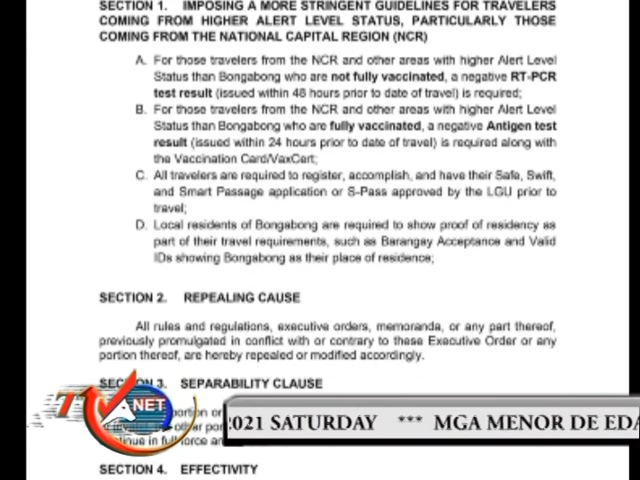 SECTION 1. IMPOSING A MORE STRINGENT GUIDELINES FOR TRAVELERS
COMING FROM HIGHER ALERT LEVEL STATUS, PARTICULARLY THOSE
COMING FROM THE NATIONAL CAPITAL REGION (NCR)
A. For those travelers from the NCR and other areas with higher Alert Level
Status than Bongabong who are not fully vaccinated, a negative RT-PCR
test result (issued within 48 hours prior to date of travel) is required;
B. For those travelers from the NCR and other areas with higher Alert Level
Status than Bongabong who are fully vaccinated, a negative Antigen test
result (issued within 24 hours prior to date of travel) is required along with
the Vaccination Card/VaxCert;
C. All travelers are required to register, accomplish, and have their Safe, Swift,
and Smart Passage application or S-Pass approved by the LGU prior to
travel;
D. Local residents of Bongabong are required to show proof of residency as
part of their travel requirements, such as Barangay Acceptance and Valid
IDs showing Bongabong as their place of residence;
SECTION 2. REPEALING CAUSE
All rules and regulations, executive orders, memoranda, or any part thereof,
previously promulgated in conflict with or contrary to these Executive Order or any
portion thereof, are hereby repealed or modified accordingly.
SECTION 3. SEPARABILITY CLAUSE
portion or
other
in full force
TV NET
2021 SATURDAY *** MGA MENOR DE EDA
SECTION 4. EFFECTIVITY